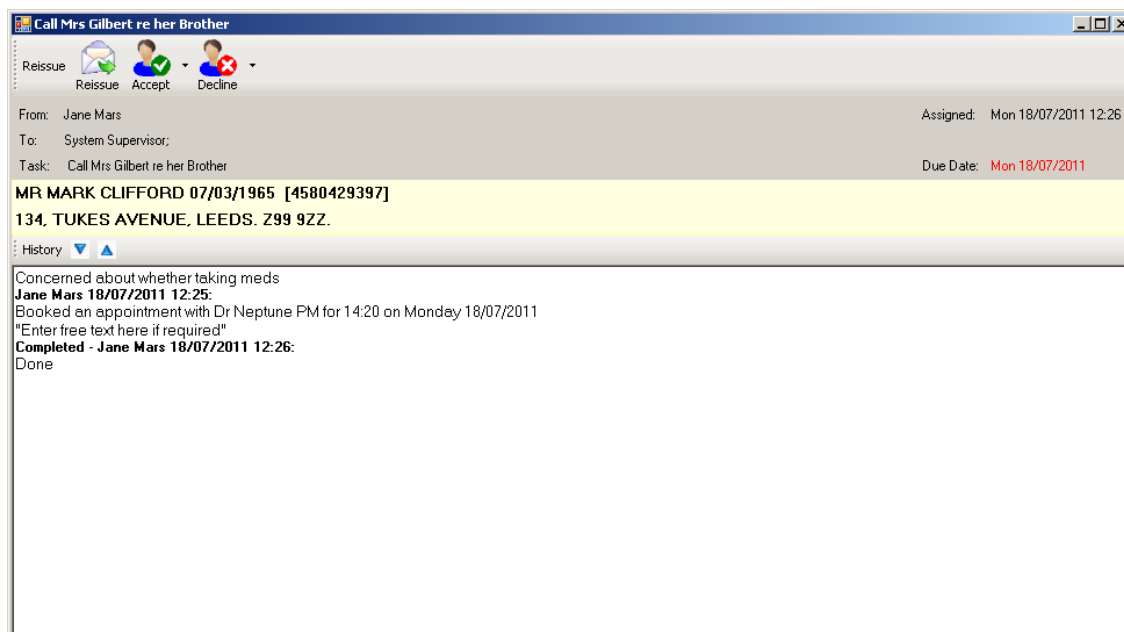 Call Mrs Gilbert re her Brother
Reissue
Reissue Accept Decline
From: Jane Mars Assigned: Mon 18/07/2011 12:26
To: System Supervisor;
Task: Call Mrs Gilbert re her Brother Due Date: Mon 18/07/2011
MR MARK CLIFFORD 07/03/1965 [4580429397]
134, TUKES AVENUE, LEEDS. Z99 9ZZ.
History
Concerned about whether taking meds
Jane Mars 18/07/2011 12:25:
Booked an appointment with Dr Neptune PM for 14:20 on Monday 18/07/2011
"Enter free text here if required"
Completed - Jane Mars 18/07/2011 12:26:
Done